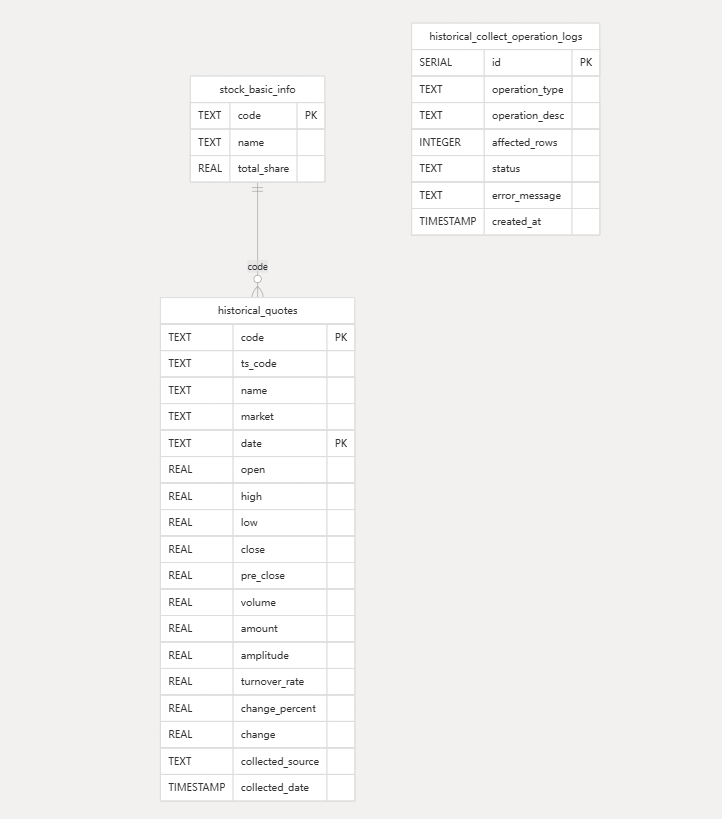 stock_basic_info
TEXT code PK
TEXT name
REAL total_share
code
historical_quotes
TEXT code PK
TEXT ts_code
TEXT name
TEXT market
TEXT date PK
REAL open
REAL high
REAL low
REAL close
REAL pre_close
REAL volume
REAL amount
REAL amplitude
REAL turnover_rate
REAL change_percent
REAL change
TEXT collected_source
TIMESTAMP collected_date
historical_collect_operation_logs
SERIAL id PK
TEXT operation_type
TEXT operation_desc
INTEGER affected_rows
TEXT status
TEXT error_message
TIMESTAMP created_at